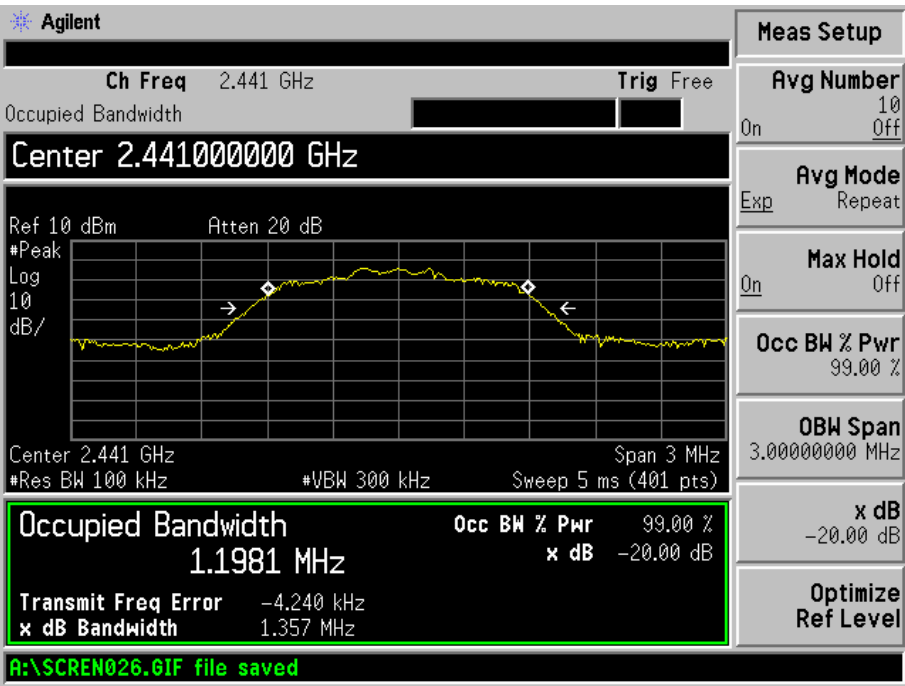 Agilent
Ch Freq 2.441 GHz Trig Free
Occupied Bandwidth
Center 2.441000000 GHz
Ref 10 dBm Atten 20 dB
#Peak
Log
10
dB/
Center 2.441 GHz Span 3 MHz
#Res BW 100 kHz #VBW 300 kHz Sweep 5 ms (401 pts)
Occupied Bandwidth Occ BW % Pwr 99.00 %
1.1981 MHz x dB -20.00 dB
Transmit Freq Error -4.240 kHz
x dB Bandwidth 1.357 MHz
A:\SCREN026.GIF file saved
Meas Setup
Avg Number
10
On Off
Avg Mode
Exp Repeat
Max Hold
On Off
Occ BW % Pwr
99.00 %
OBW Span
3.00000000 MHz
x dB
-20.00 dB
Optimize
Ref Level